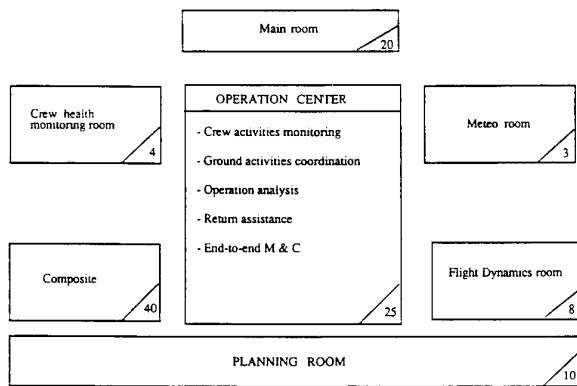 Main room
20
Crew health
monitoring room
4
OPERATION CENTER
- Crew activities monitoring
- Ground activities coordination
- Operation analysis
- Return assistance
- End-to-end M & C
25
Meteo room
3
Composite
40
Flight Dynamics room
8
PLANNING ROOM
10